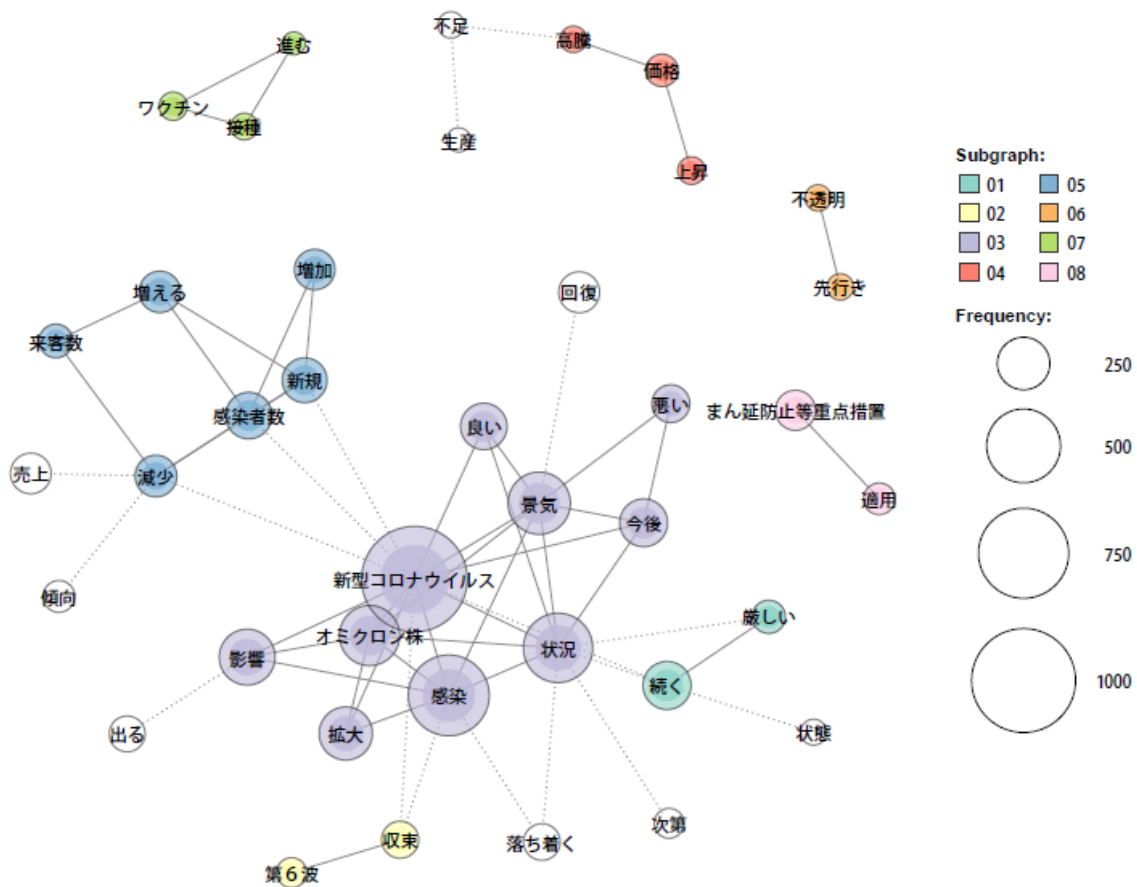 不足
進む
高騰
価格
ワクチン
接種
生産
上昇
不透明
先行き
増加
増える
回復
来客数
新規
感染者数
悪い
まん延防止等重点措置
良い
売上
減少
景気
今後
適用
新型コロナウイルス
傾向
厳しい
オミクロン株
影響
状況
続く
感染
出る
拡大
状態
次第
収束
落ち着く
第6波
Subgraph:
01
05
02
06
03
07
04
08
Frequency:
250
500
750
1000